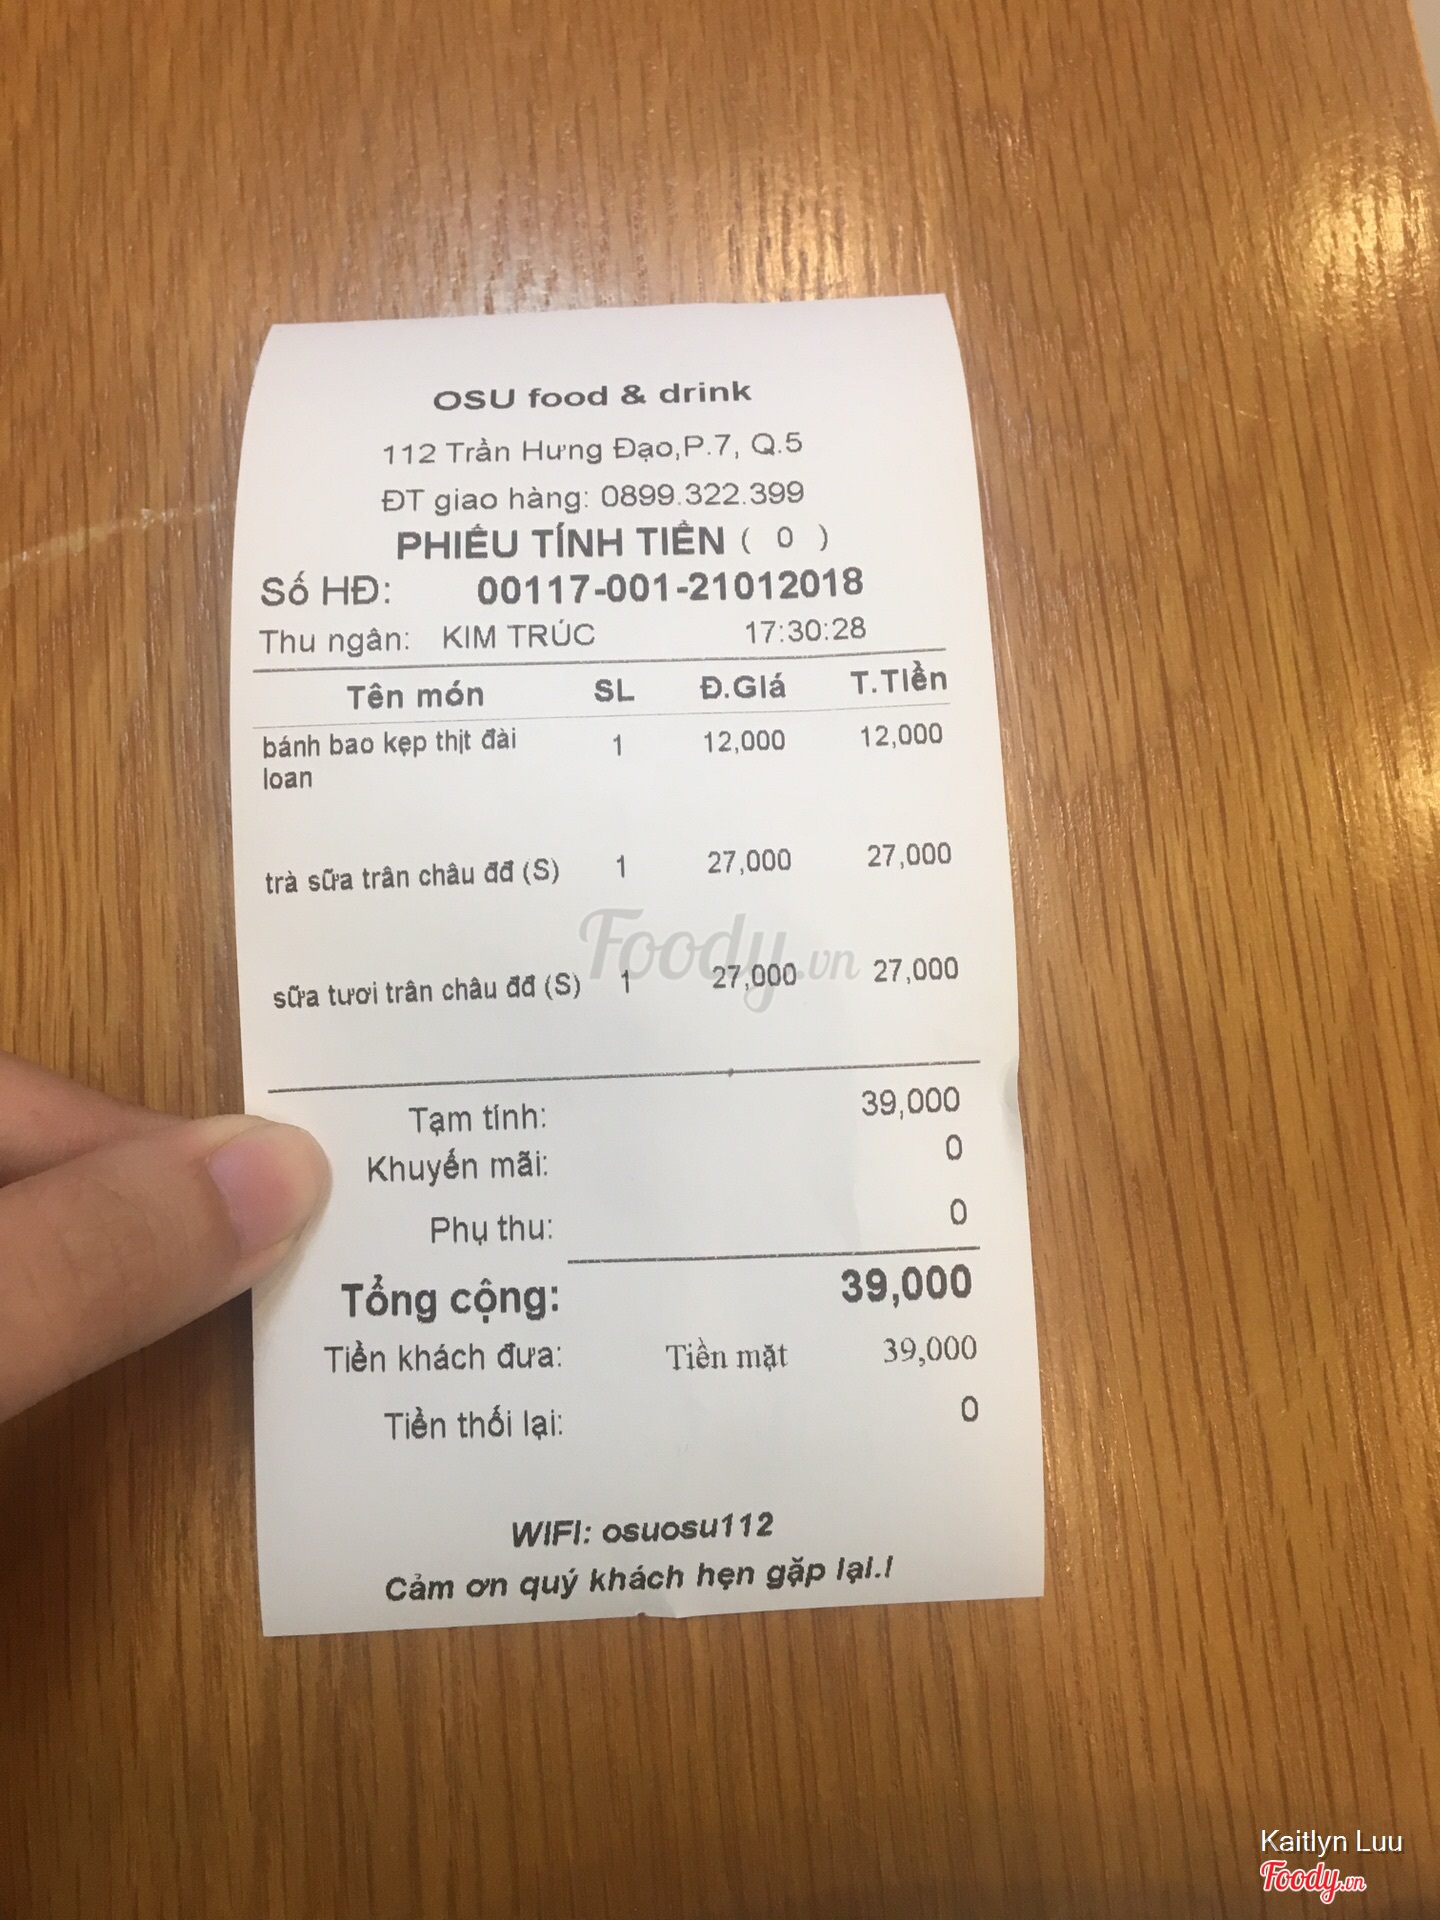 OSU food & drink
112 Trần Hưng Đạo,P.7, Q.5
ĐT giao hàng: 0899.322.399
PHIẾU TÍNH TIỀN ( 0 )
Số HĐ: 00117-001-21012018
Thu ngân: KIM TRÚC 17:30:28
Tên món SL Đ.Giá T.Tiền
bánh bao kẹp thịt đài 1 12,000 12,000
loan
trà sữa trân châu đđ (S) 1 27,000 27,000
Foody.vn
sữa tươi trân châu đđ (S) 1 27,000 27,000
Tạm tính: 39,000
Khuyến mãi: 0
Phụ thu: 0
Tổng cộng: 39,000
Tiền khách đưa: Tiền mặt 39,000
Tiền thối lại: 0
WIFI: osuosu112
Cảm ơn quý khách hẹn gặp lại.!
Kaitlyn Luu
Foody.vn